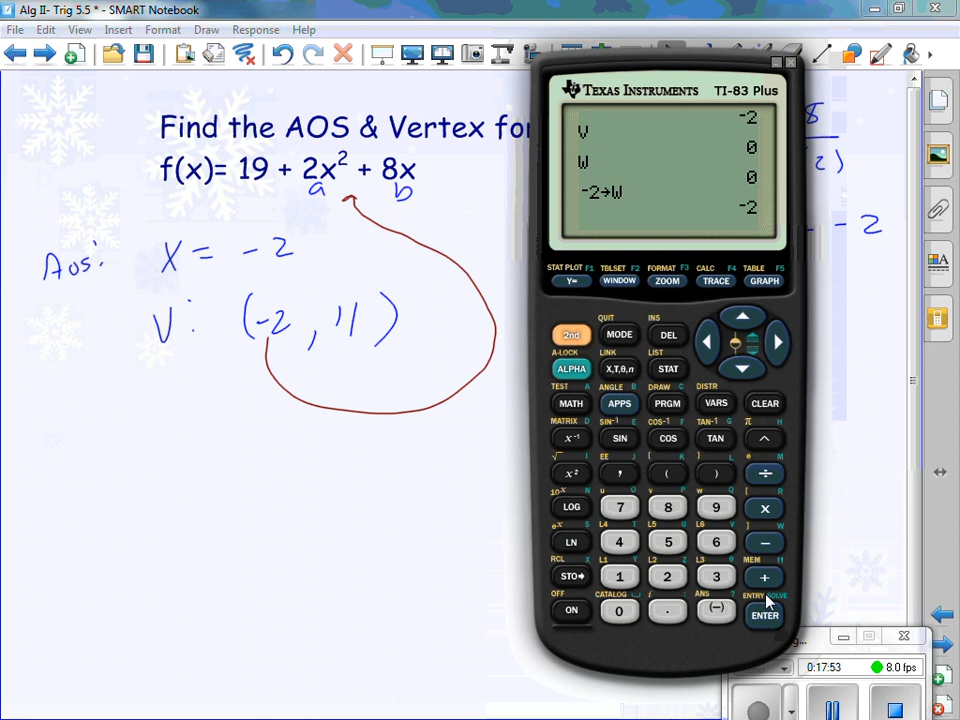 Alg II- Trig 5.5 * - SMART Notebook
File Edit View Insert Format Draw Response Help
Find the AOS & Vertex for
f(x)= 19 + 2x² + 8x
a b
8
2)
- 2
Aos: x = -2
V: (-2, 11)
TEXAS INSTRUMENTS TI-83 Plus
-2
V
0
W
0
-2→W
-2
STAT PLOT F1 TBLSET F2 FORMAT F3 CALC F4 TABLE F5
Y= WINDOW ZOOM TRACE GRAPH
QUIT INS
2nd MODE DEL
A-LOCK LINK LIST
ALPHA X,T,θ,n STAT
TEST A ANGLE B DRAW C DISTR
MATH APPS PRGM VARS CLEAR
MATRIX D SIN⁻¹ E COS⁻¹ F TAN⁻¹ G π H
x⁻¹ SIN COS TAN ^
√ I EE J { K } L e M
x² , ( ) ÷
10ˣ N u O v P w Q [ R
LOG 7 8 9 x
eˣ S L4 T L5 U L6 V ] W
LN 4 5 6 −
RCL X L1 Y L2 Z L3 θ MEM "
STO➧ 1 2 3 +
OFF CATALOG i : ANS ? ENTRY SOLVE
ON 0 . (−) ENTER
0:17:53 8.0 fps